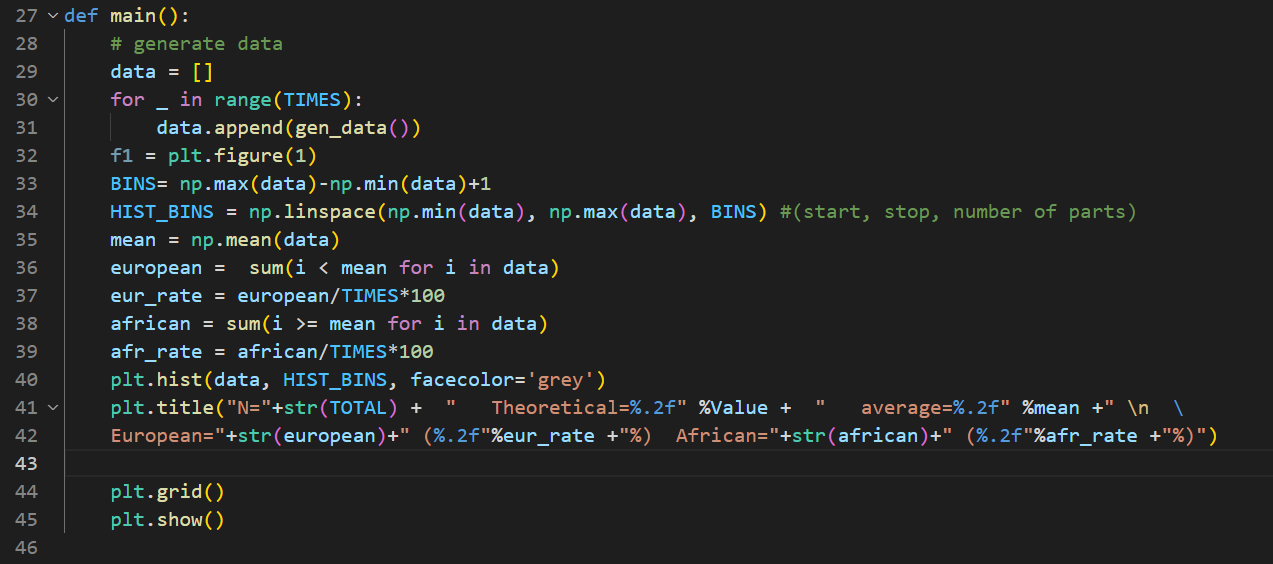 27 def main():
28     # generate data
29     data = []
30     for _ in range(TIMES):
31         data.append(gen_data())
32     f1 = plt.figure(1)
33     BINS= np.max(data)-np.min(data)+1
34     HIST_BINS = np.linspace(np.min(data), np.max(data), BINS) #(start, stop, number of parts)
35     mean = np.mean(data)
36     european =  sum(i < mean for i in data)
37     eur_rate = european/TIMES*100
38     african = sum(i >= mean for i in data)
39     afr_rate = african/TIMES*100
40     plt.hist(data, HIST_BINS, facecolor='grey')
41     plt.title("N="+str(TOTAL) +  "   Theoretical=%.2f" %Value +  "   average=%.2f" %mean +" \n  \
42     European="+str(european)+" (%.2f"%eur_rate +"%)  African="+str(african)+" (%.2f"%afr_rate +"%)")
43
44     plt.grid()
45     plt.show()
46